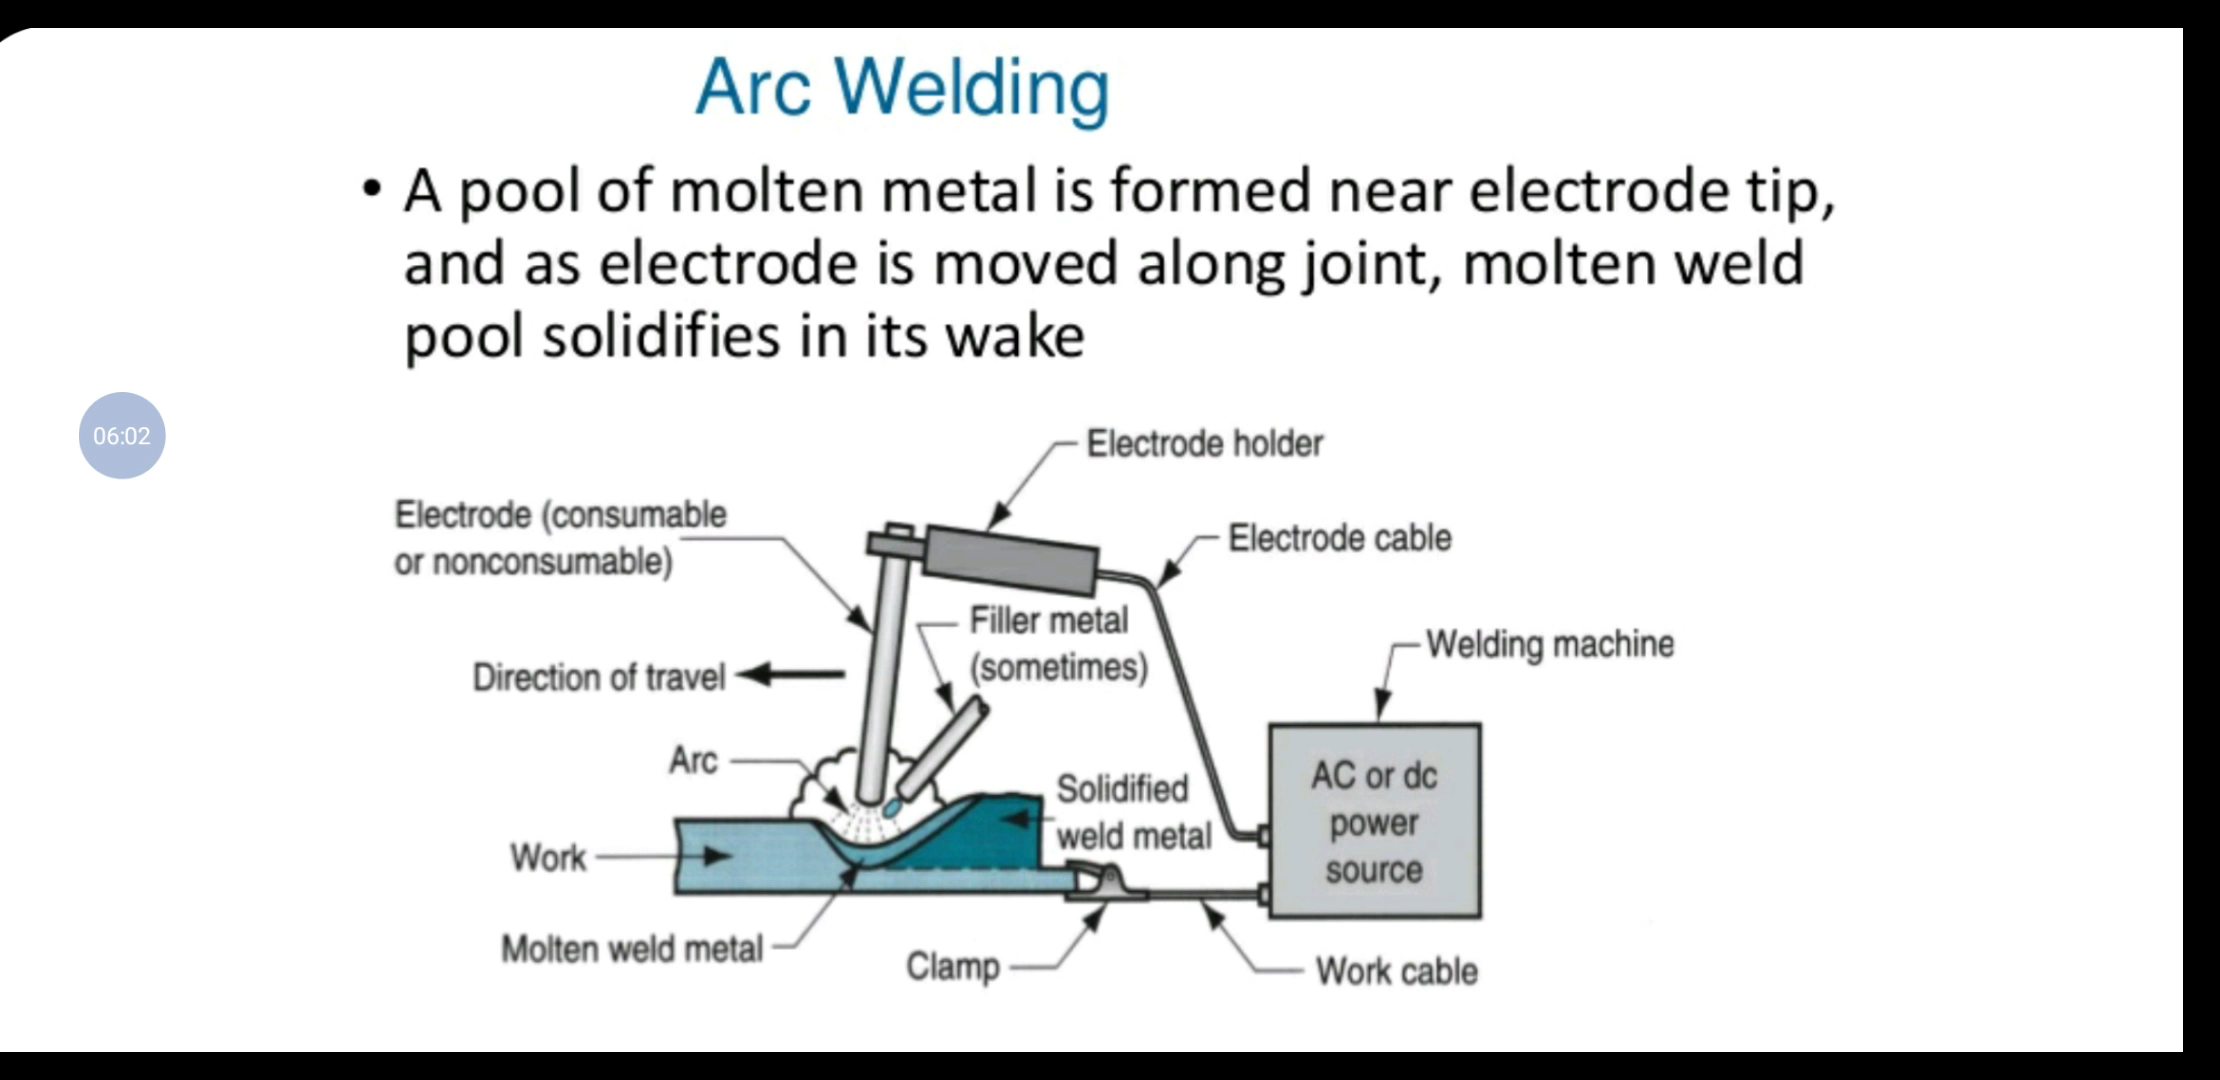 Arc Welding
• A pool of molten metal is formed near electrode tip,
and as electrode is moved along joint, molten weld
pool solidifies in its wake
06:02
Electrode holder
Electrode (consumable
or nonconsumable)
Electrode cable
Filler metal
(sometimes)
Welding machine
Direction of travel
Arc
Solidified
weld metal
AC or dc
power
source
Work
Molten weld metal
Clamp
Work cable